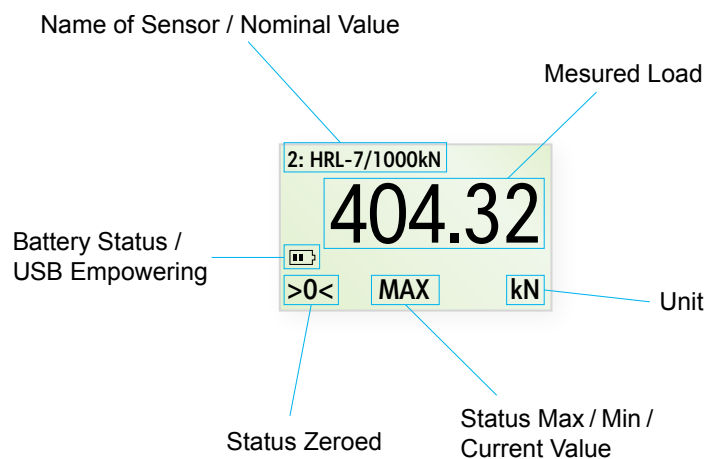 Name of Sensor / Nominal Value
Mesured Load
2: HRL-7/1000kN
404.32
Battery Status /
USB Empowering
>0< MAX kN
Unit
Status Zeroed
Status Max / Min /
Current Value